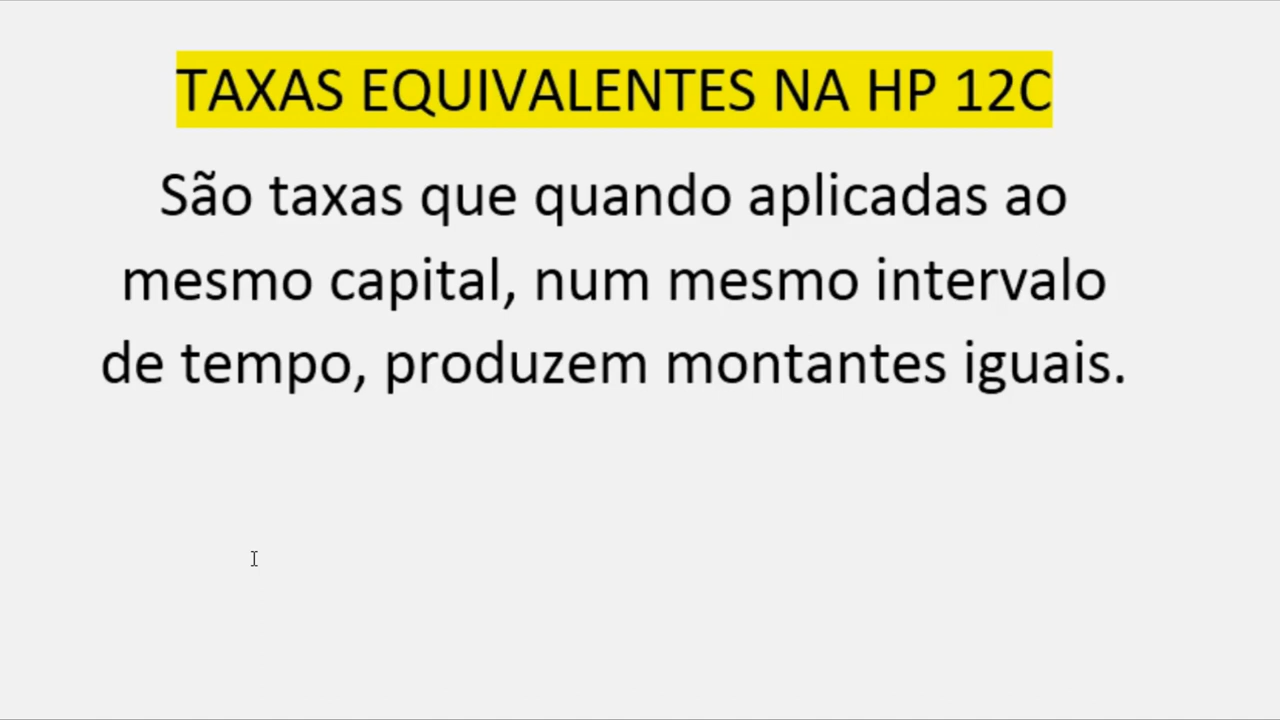 TAXAS EQUIVALENTES NA HP 12C
São taxas que quando aplicadas ao
mesmo capital, num mesmo intervalo
de tempo, produzem montantes iguais.